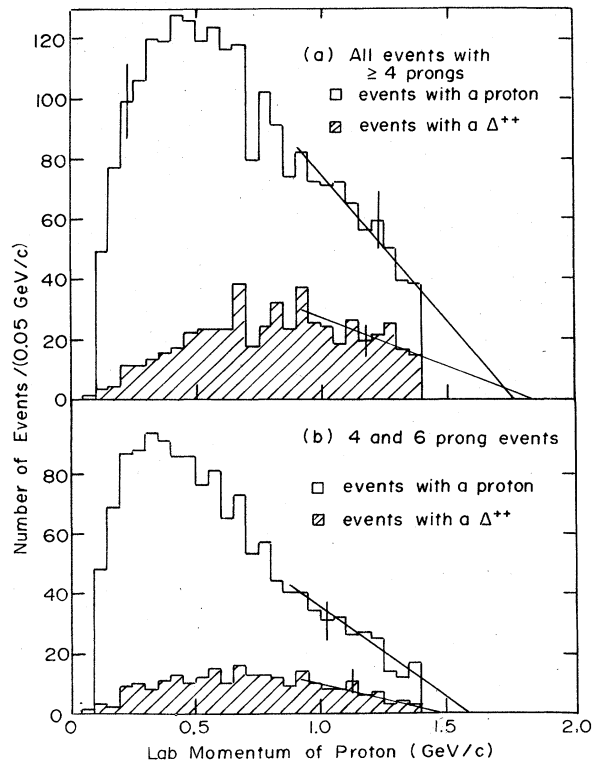 120
100
80
60
40
20
0
(a) All events with
≥ 4 prongs
events with a proton
events with a Δ++
Number of Events /(0.05 GeV/c)
80
60
40
20
0
(b) 4 and 6 prong events
events with a proton
events with a Δ++
0 0.5 1.0 1.5 2.0
Lab Momentum of Proton (GeV/c)